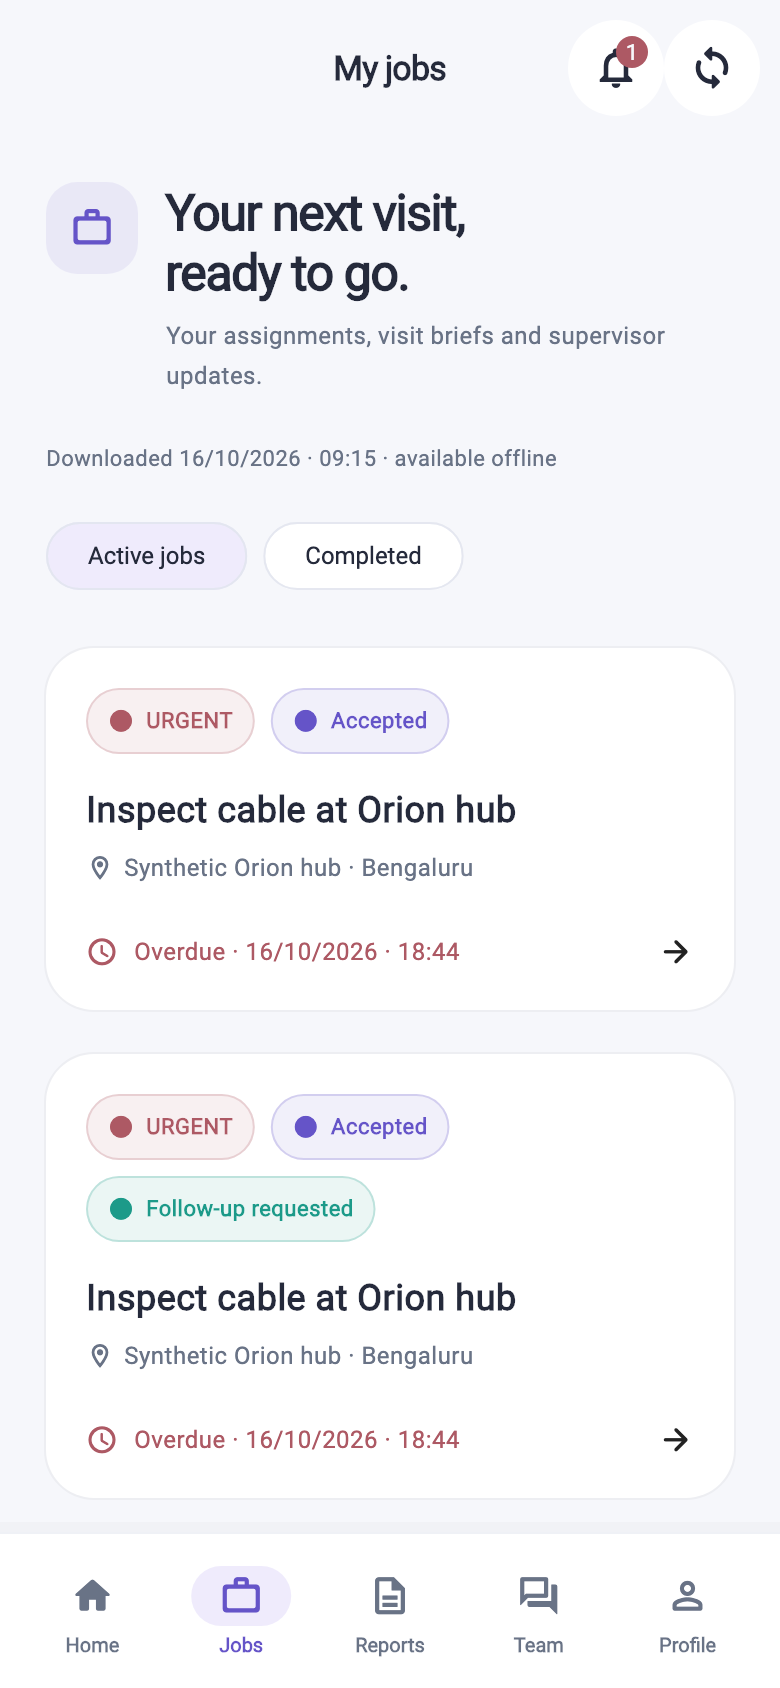 My jobs
1
Your next visit,
ready to go.
Your assignments, visit briefs and supervisor
updates.
Downloaded 16/10/2026 · 09:15 · available offline
Active jobs
Completed
URGENT
Accepted
Inspect cable at Orion hub
Synthetic Orion hub · Bengaluru
Overdue · 16/10/2026 · 18:44
URGENT
Accepted
Follow-up requested
Inspect cable at Orion hub
Synthetic Orion hub · Bengaluru
Overdue · 16/10/2026 · 18:44
Home
Jobs
Reports
Team
Profile